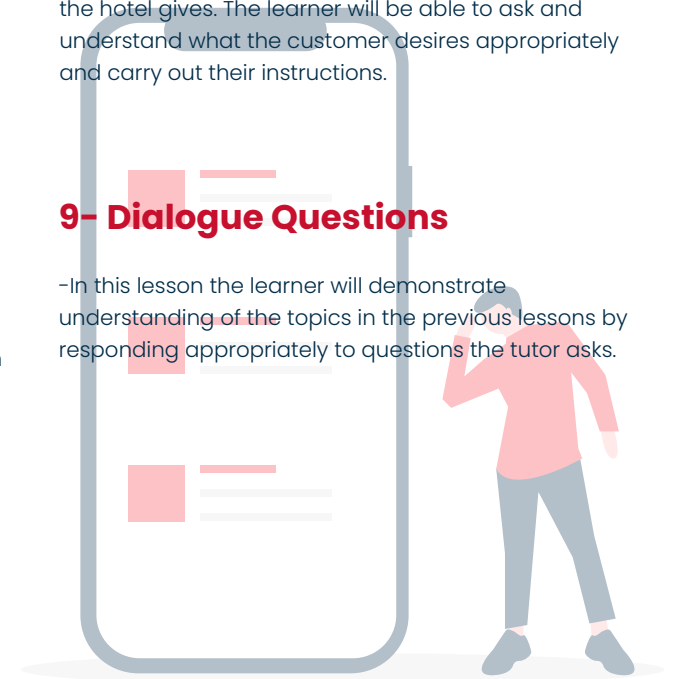 the hotel gives. The learner will be able to ask and
understand what the customer desires appropriately
and carry out their instructions.
9- Dialogue Questions
-In this lesson the learner will demonstrate
understanding of the topics in the previous lessons by
responding appropriately to questions the tutor asks.